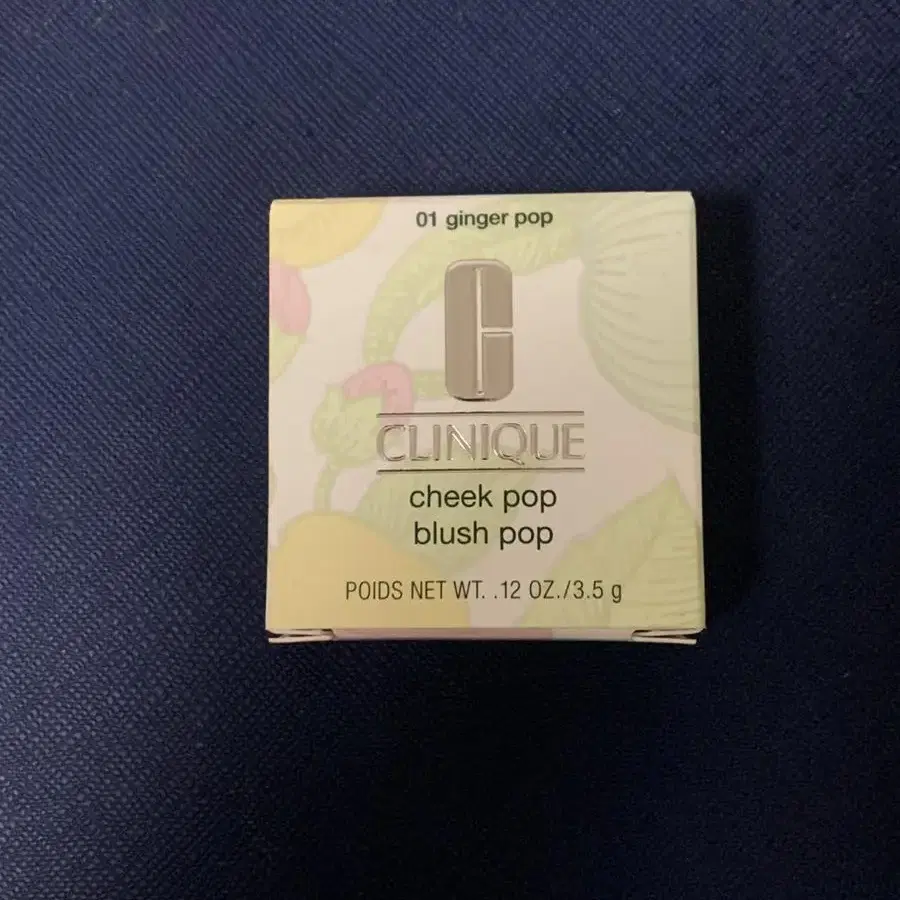 01 ginger pop
CLINIQUE
cheek pop
blush pop
POIDS NET WT. .12 OZ./3.5 g